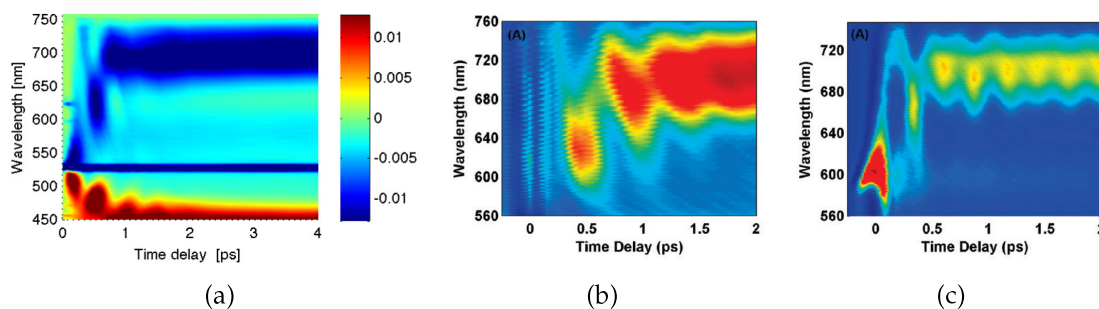 750
700
650
600
550
500
450
Wavelength [nm]
0 1 2 3 4
Time delay [ps]
0.01
0.005
0
-0.005
-0.01
(a)
(A)
760
720
680
640
600
560
Wavelength (nm)
0 0.5 1 1.5 2
Time Delay (ps)
(b)
(A)
720
680
640
600
560
Wavelength (nm)
0 0.5 1 1.5 2
Time Delay (ps)
(c)